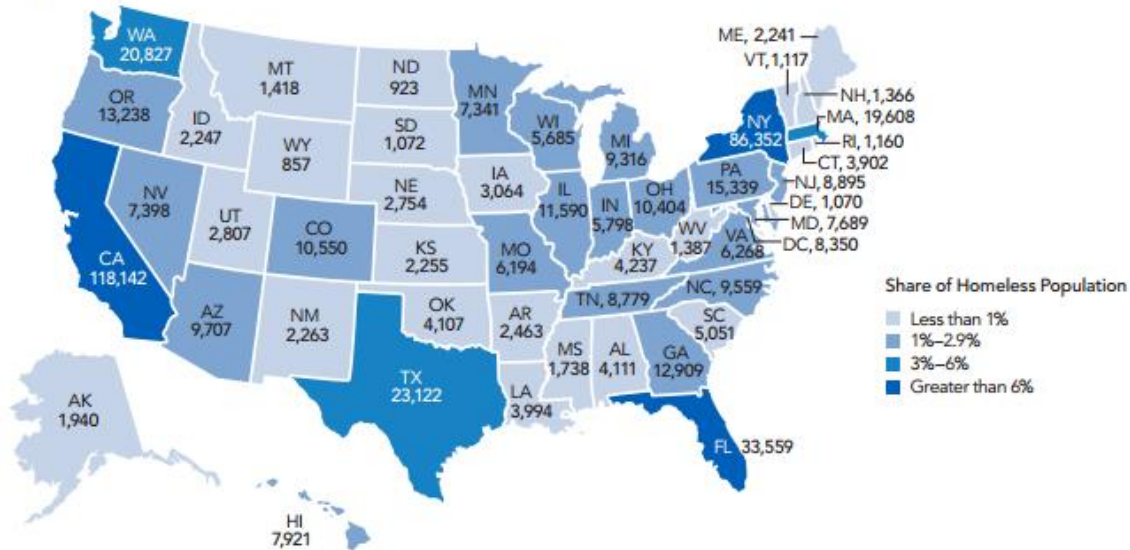 WA
20,827
OR
13,238
CA
118,142
NV
7,398
ID
2,247
MT
1,418
WY
857
UT
2,807
AZ
9,707
CO
10,550
NM
2,263
ND
923
SD
1,072
NE
2,754
KS
2,255
OK
4,107
TX
23,122
MN
7,341
IA
3,064
MO
6,194
AR
2,463
LA
3,994
WI
5,685
IL
11,590
MI
9,316
IN
5,798
OH
10,404
KY
4,237
TN, 8,779
MS
1,738
AL
4,111
GA
12,909
FL 33,559
SC
5,051
NC, 9,559
VA
6,268
WV
1,387
PA
15,339
NY
86,352
ME, 2,241
VT, 1,117
NH, 1,366
MA, 19,608
RI, 1,160
CT, 3,902
NJ, 8,895
DE, 1,070
MD, 7,689
DC, 8,350
AK
1,940
HI
7,921
Share of Homeless Population
Less than 1%
1%–2.9%
3%–6%
Greater than 6%